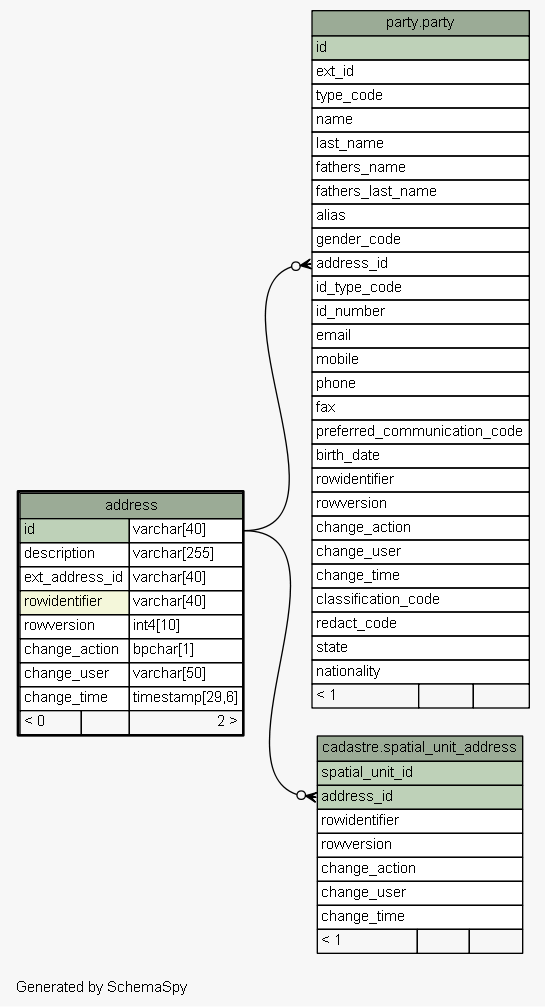 party.party
id
ext_id
type_code
name
last_name
fathers_name
fathers_last_name
alias
gender_code
address_id
id_type_code
id_number
email
mobile
phone
fax
preferred_communication_code
birth_date
rowidentifier
rowversion
change_action
change_user
change_time
classification_code
redact_code
state
nationality
< 1
address
id varchar[40]
description varchar[255]
ext_address_id varchar[40]
rowidentifier varchar[40]
rowversion int4[10]
change_action bpchar[1]
change_user varchar[50]
change_time timestamp[29,6]
< 0 2 >
cadastre.spatial_unit_address
spatial_unit_id
address_id
rowidentifier
rowversion
change_action
change_user
change_time
< 1
Generated by SchemaSpy